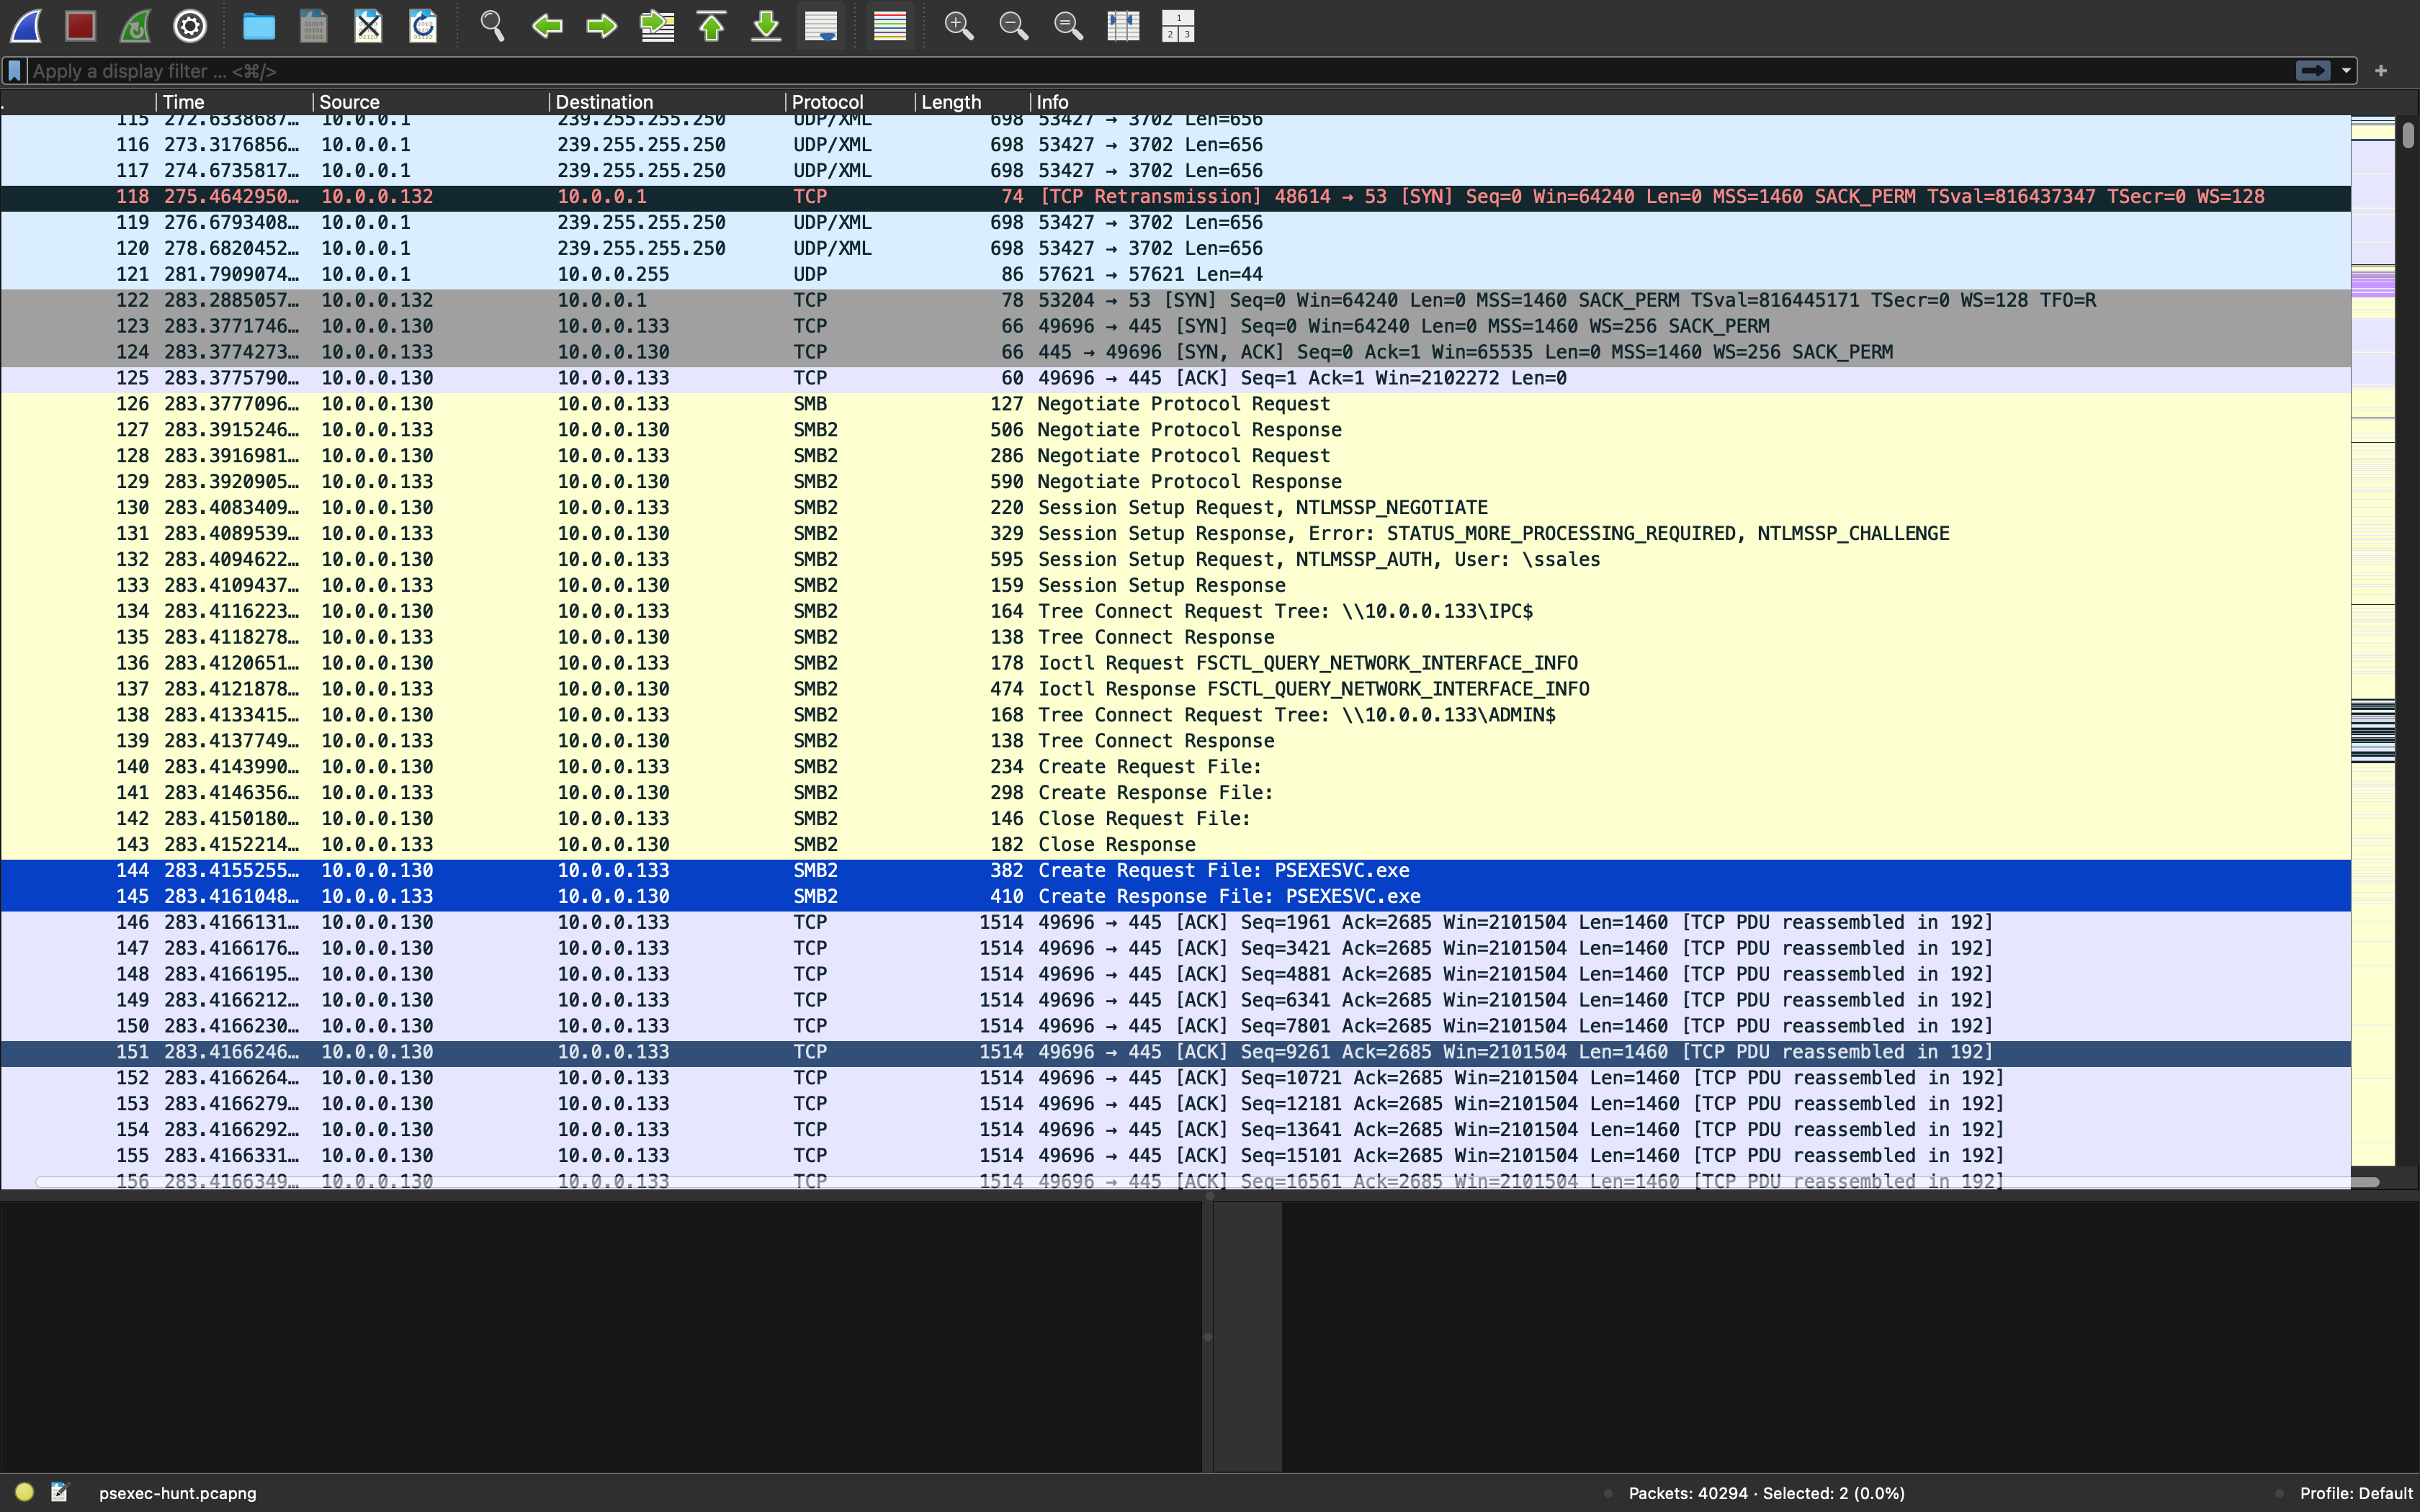 Apply a display filter ... <⌘/>
. Time Source Destination Protocol Length Info
115 272.6338687… 10.0.0.1 239.255.255.250 UDP/XML 698 53427 → 3702 Len=656
116 273.3176856… 10.0.0.1 239.255.255.250 UDP/XML 698 53427 → 3702 Len=656
117 274.6735817… 10.0.0.1 239.255.255.250 UDP/XML 698 53427 → 3702 Len=656
118 275.4642950… 10.0.0.132 10.0.0.1 TCP 74 [TCP Retransmission] 48614 → 53 [SYN] Seq=0 Win=64240 Len=0 MSS=1460 SACK_PERM TSval=816437347 TSecr=0 WS=128
119 276.6793408… 10.0.0.1 239.255.255.250 UDP/XML 698 53427 → 3702 Len=656
120 278.6820452… 10.0.0.1 239.255.255.250 UDP/XML 698 53427 → 3702 Len=656
121 281.7909074… 10.0.0.1 10.0.0.255 UDP 86 57621 → 57621 Len=44
122 283.2885057… 10.0.0.132 10.0.0.1 TCP 78 53204 → 53 [SYN] Seq=0 Win=64240 Len=0 MSS=1460 SACK_PERM TSval=816445171 TSecr=0 WS=128 TFO=R
123 283.3771746… 10.0.0.130 10.0.0.133 TCP 66 49696 → 445 [SYN] Seq=0 Win=64240 Len=0 MSS=1460 WS=256 SACK_PERM
124 283.3774273… 10.0.0.133 10.0.0.130 TCP 66 445 → 49696 [SYN, ACK] Seq=0 Ack=1 Win=65535 Len=0 MSS=1460 WS=256 SACK_PERM
125 283.3775790… 10.0.0.130 10.0.0.133 TCP 60 49696 → 445 [ACK] Seq=1 Ack=1 Win=2102272 Len=0
126 283.3777096… 10.0.0.130 10.0.0.133 SMB 127 Negotiate Protocol Request
127 283.3915246… 10.0.0.133 10.0.0.130 SMB2 506 Negotiate Protocol Response
128 283.3916981… 10.0.0.130 10.0.0.133 SMB2 286 Negotiate Protocol Request
129 283.3920905… 10.0.0.133 10.0.0.130 SMB2 590 Negotiate Protocol Response
130 283.4083409… 10.0.0.130 10.0.0.133 SMB2 220 Session Setup Request, NTLMSSP_NEGOTIATE
131 283.4089539… 10.0.0.133 10.0.0.130 SMB2 329 Session Setup Response, Error: STATUS_MORE_PROCESSING_REQUIRED, NTLMSSP_CHALLENGE
132 283.4094622… 10.0.0.130 10.0.0.133 SMB2 595 Session Setup Request, NTLMSSP_AUTH, User: \ssales
133 283.4109437… 10.0.0.133 10.0.0.130 SMB2 159 Session Setup Response
134 283.4116223… 10.0.0.130 10.0.0.133 SMB2 164 Tree Connect Request Tree: \\10.0.0.133\IPC$
135 283.4118278… 10.0.0.133 10.0.0.130 SMB2 138 Tree Connect Response
136 283.4120651… 10.0.0.130 10.0.0.133 SMB2 178 Ioctl Request FSCTL_QUERY_NETWORK_INTERFACE_INFO
137 283.4121878… 10.0.0.133 10.0.0.130 SMB2 474 Ioctl Response FSCTL_QUERY_NETWORK_INTERFACE_INFO
138 283.4133415… 10.0.0.130 10.0.0.133 SMB2 168 Tree Connect Request Tree: \\10.0.0.133\ADMIN$
139 283.4137749… 10.0.0.133 10.0.0.130 SMB2 138 Tree Connect Response
140 283.4143990… 10.0.0.130 10.0.0.133 SMB2 234 Create Request File:
141 283.4146356… 10.0.0.133 10.0.0.130 SMB2 298 Create Response File:
142 283.4150180… 10.0.0.130 10.0.0.133 SMB2 146 Close Request File:
143 283.4152214… 10.0.0.133 10.0.0.130 SMB2 182 Close Response
144 283.4155255… 10.0.0.130 10.0.0.133 SMB2 382 Create Request File: PSEXESVC.exe
145 283.4161048… 10.0.0.133 10.0.0.130 SMB2 410 Create Response File: PSEXESVC.exe
146 283.4166131… 10.0.0.130 10.0.0.133 TCP 1514 49696 → 445 [ACK] Seq=1961 Ack=2685 Win=2101504 Len=1460 [TCP PDU reassembled in 192]
147 283.4166176… 10.0.0.130 10.0.0.133 TCP 1514 49696 → 445 [ACK] Seq=3421 Ack=2685 Win=2101504 Len=1460 [TCP PDU reassembled in 192]
148 283.4166195… 10.0.0.130 10.0.0.133 TCP 1514 49696 → 445 [ACK] Seq=4881 Ack=2685 Win=2101504 Len=1460 [TCP PDU reassembled in 192]
149 283.4166212… 10.0.0.130 10.0.0.133 TCP 1514 49696 → 445 [ACK] Seq=6341 Ack=2685 Win=2101504 Len=1460 [TCP PDU reassembled in 192]
150 283.4166230… 10.0.0.130 10.0.0.133 TCP 1514 49696 → 445 [ACK] Seq=7801 Ack=2685 Win=2101504 Len=1460 [TCP PDU reassembled in 192]
151 283.4166246… 10.0.0.130 10.0.0.133 TCP 1514 49696 → 445 [ACK] Seq=9261 Ack=2685 Win=2101504 Len=1460 [TCP PDU reassembled in 192]
152 283.4166264… 10.0.0.130 10.0.0.133 TCP 1514 49696 → 445 [ACK] Seq=10721 Ack=2685 Win=2101504 Len=1460 [TCP PDU reassembled in 192]
153 283.4166279… 10.0.0.130 10.0.0.133 TCP 1514 49696 → 445 [ACK] Seq=12181 Ack=2685 Win=2101504 Len=1460 [TCP PDU reassembled in 192]
154 283.4166292… 10.0.0.130 10.0.0.133 TCP 1514 49696 → 445 [ACK] Seq=13641 Ack=2685 Win=2101504 Len=1460 [TCP PDU reassembled in 192]
155 283.4166331… 10.0.0.130 10.0.0.133 TCP 1514 49696 → 445 [ACK] Seq=15101 Ack=2685 Win=2101504 Len=1460 [TCP PDU reassembled in 192]
156 283.4166349… 10.0.0.130 10.0.0.133 TCP 1514 49696 → 445 [ACK] Seq=16561 Ack=2685 Win=2101504 Len=1460 [TCP PDU reassembled in 192]
psexec-hunt.pcapng Packets: 40294 · Selected: 2 (0.0%) Profile: Default